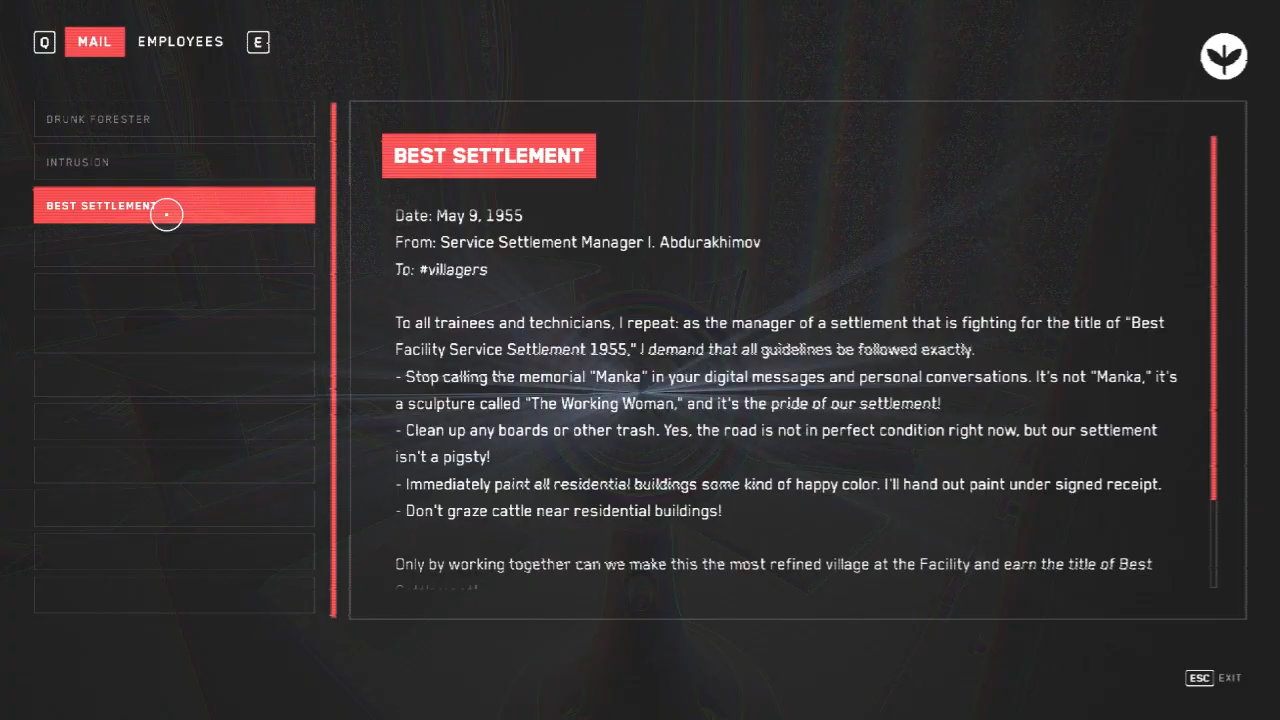 Q MAIL EMPLOYEES E
DRUNK FORESTER
INTRUSION
BEST SETTLEMENT
BEST SETTLEMENT
Date: May 9, 1955
From: Service Settlement Manager I. Abdurakhimov
To: #villagers
To all trainees and technicians, I repeat: as the manager of a settlement that is fighting for the title of "Best
Facility Service Settlement 1955," I demand that all guidelines be followed exactly.
- Stop calling the memorial "Manka" in your digital messages and personal conversations. It's not "Manka," it's
a sculpture called "The Working Woman," and it's the pride of our settlement!
- Clean up any boards or other trash. Yes, the road is not in perfect condition right now, but our settlement
isn't a pigsty!
- Immediately paint all residential buildings some kind of happy color. I'll hand out paint under signed receipt.
- Don't graze cattle near residential buildings!
Only by working together can we make this the most refined village at the Facility and earn the title of Best
ESC EXIT